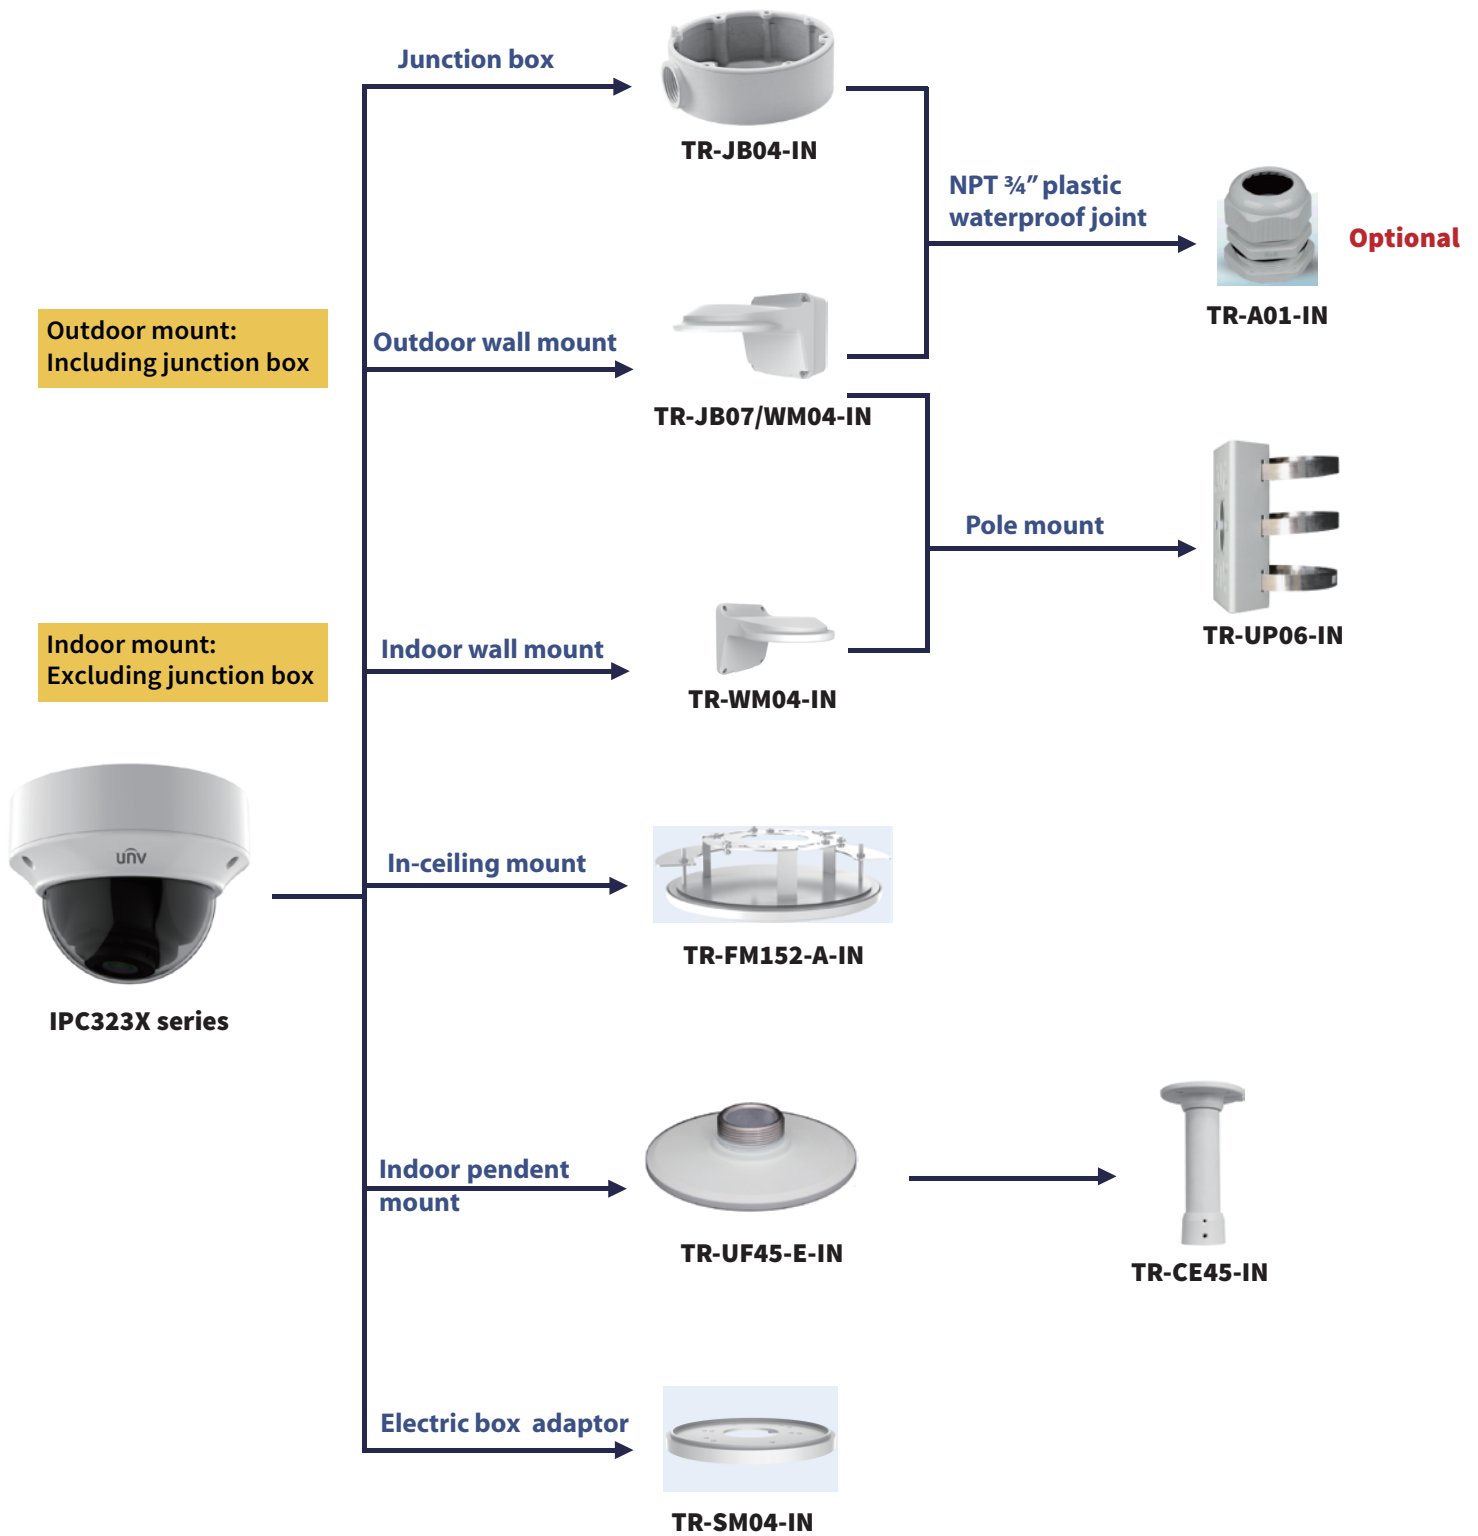 Junction box
TR-JB04-IN
NPT ¾” plastic
waterproof joint
Optional
TR-A01-IN
Outdoor mount:
Including junction box
Outdoor wall mount
TR-JB07/WM04-IN
Pole mount
TR-UP06-IN
Indoor mount:
Excluding junction box
Indoor wall mount
TR-WM04-IN
unv
In-ceiling mount
TR-FM152-A-IN
IPC323X series
Indoor pendent
mount
TR-UF45-E-IN
TR-CE45-IN
Electric box adaptor
TR-SM04-IN